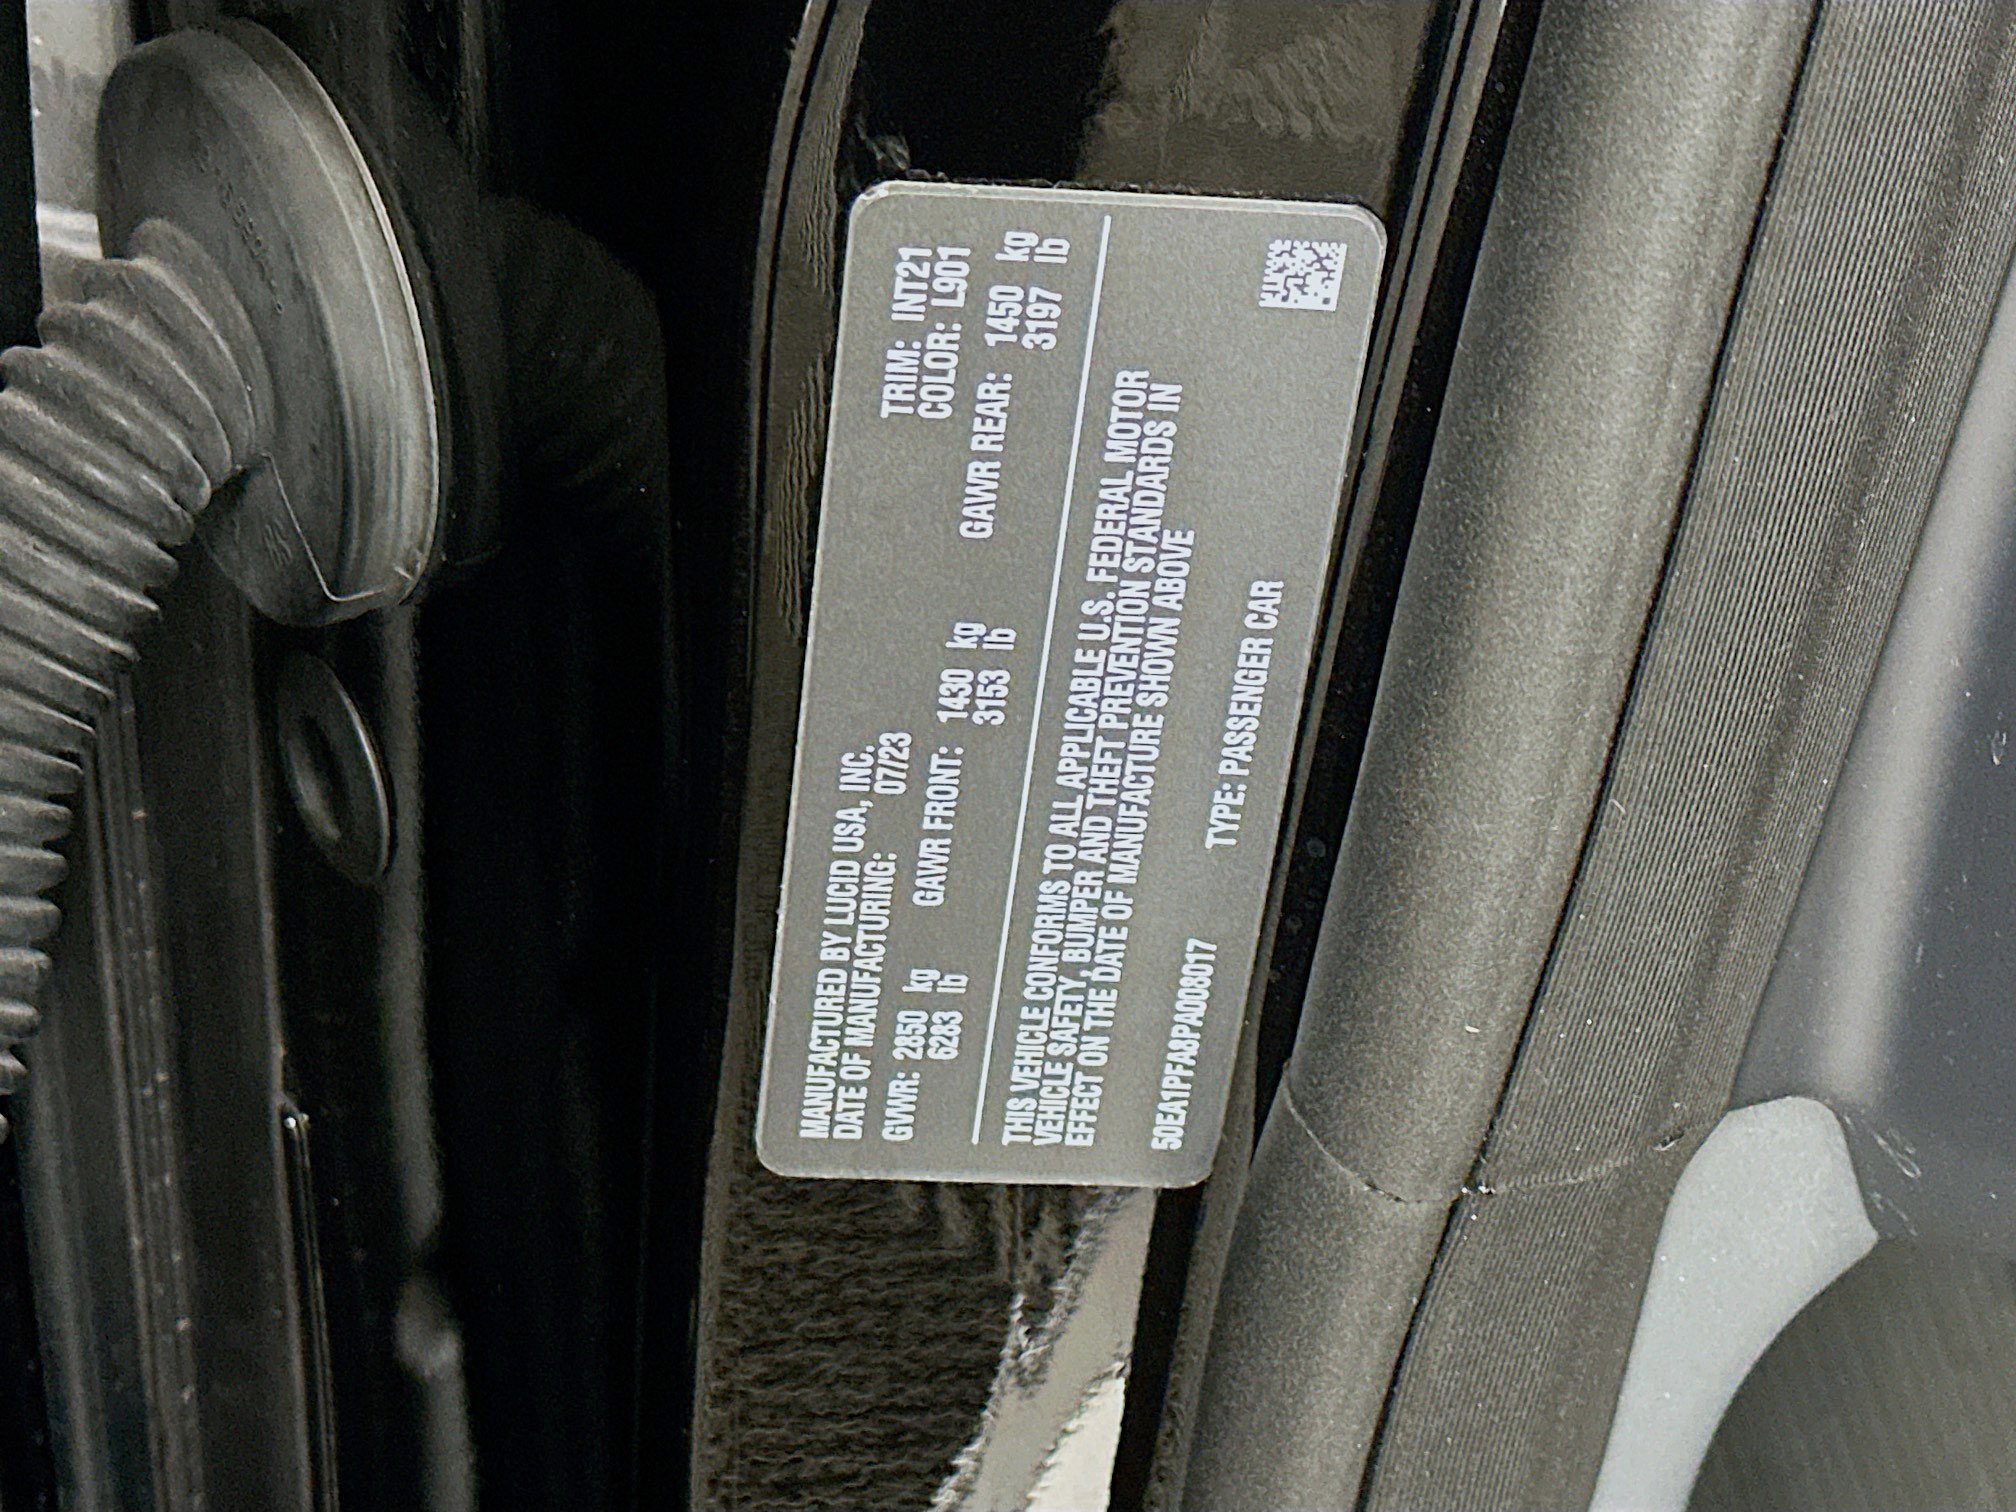 MANUFACTURED BY LUCID USA, INC.
DATE OF MANUFACTURING: 07/23
TRIM: INT21
COLOR: L901
GVWR: 2850 kg
6283 lb
GAWR FRONT: 1430 kg
3153 lb
GAWR REAR: 1450 kg
3197 lb
THIS VEHICLE CONFORMS TO ALL APPLICABLE U.S. FEDERAL MOTOR
VEHICLE SAFETY, BUMPER AND THEFT PREVENTION STANDARDS IN
EFFECT ON THE DATE OF MANUFACTURE SHOWN ABOVE
50EA1PFA8PA008017
TYPE: PASSENGER CAR